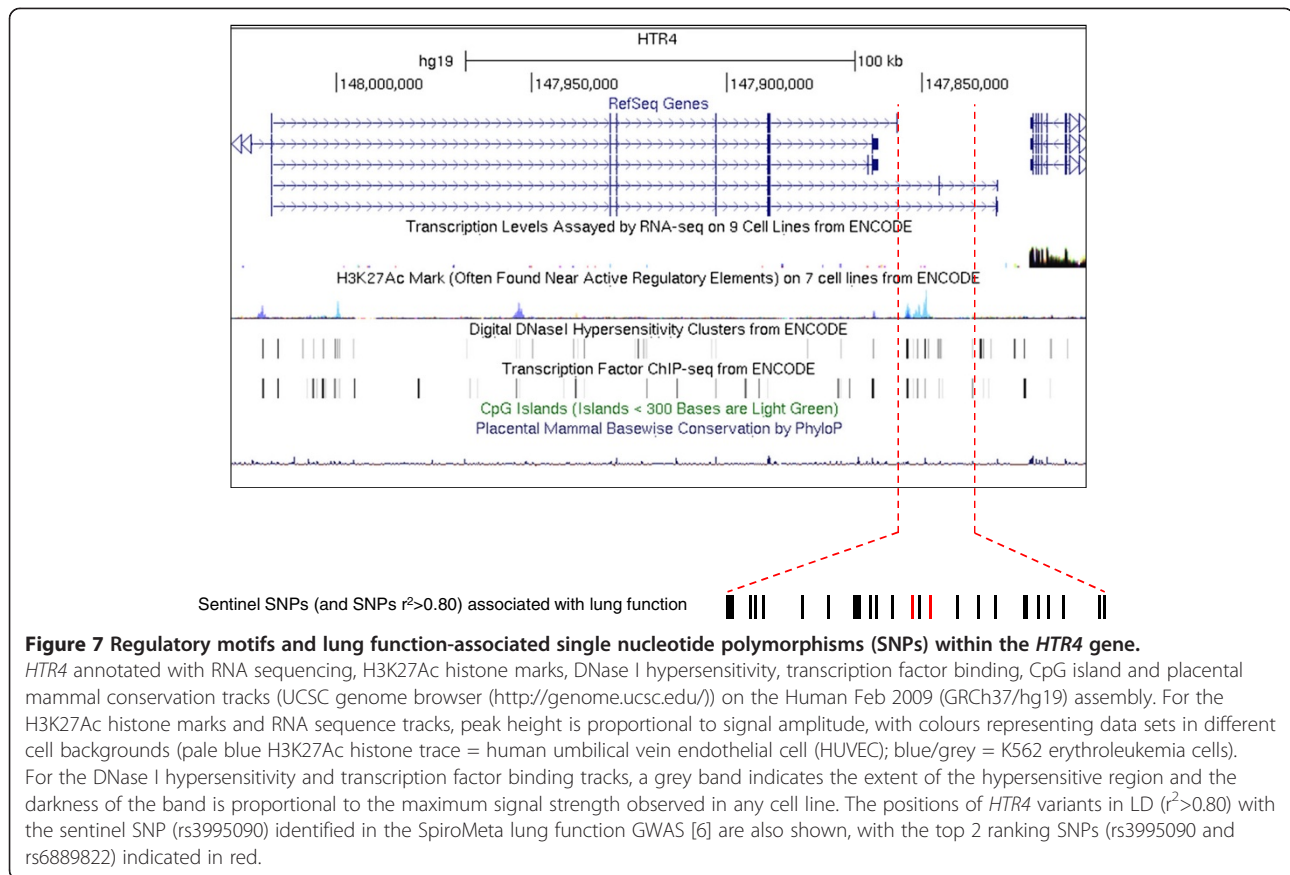 HTR4
hg19 100 kb
148,000,000 147,950,000 147,900,000 147,850,000
RefSeq Genes
Transcription Levels Assayed by RNA-seq on 9 Cell Lines from ENCODE
H3K27Ac Mark (Often Found Near Active Regulatory Elements) on 7 cell lines from ENCODE
Digital DNaseI Hypersensitivity Clusters from ENCODE
Transcription Factor ChIP-seq from ENCODE
CpG Islands (Islands < 300 Bases are Light Green)
Placental Mammal Basewise Conservation by PhyloP
Sentinel SNPs (and SNPs r²>0.80) associated with lung function
Figure 7 Regulatory motifs and lung function-associated single nucleotide polymorphisms (SNPs) within the HTR4 gene.
HTR4 annotated with RNA sequencing, H3K27Ac histone marks, DNase I hypersensitivity, transcription factor binding, CpG island and placental
mammal conservation tracks (UCSC genome browser (http://genome.ucsc.edu/)) on the Human Feb 2009 (GRCh37/hg19) assembly. For the
H3K27Ac histone marks and RNA sequence tracks, peak height is proportional to signal amplitude, with colours representing data sets in different
cell backgrounds (pale blue H3K27Ac histone trace = human umbilical vein endothelial cell (HUVEC); blue/grey = K562 erythroleukemia cells).
For the DNase I hypersensitivity and transcription factor binding tracks, a grey band indicates the extent of the hypersensitive region and the
darkness of the band is proportional to the maximum signal strength observed in any cell line. The positions of HTR4 variants in LD (r²>0.80) with
the sentinel SNP (rs3995090) identified in the SpiroMeta lung function GWAS [6] are also shown, with the top 2 ranking SNPs (rs3995090 and
rs6889822) indicated in red.